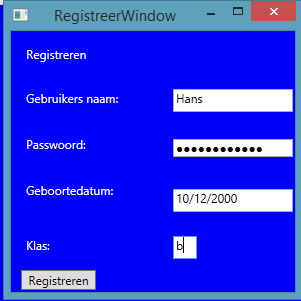 RegistreerWindow
Registreren
Gebruikers naam: Hans
Passwoord: ●●●●●●●●●●●●
Geboortedatum: 10/12/2000
Klas: b
Registreren